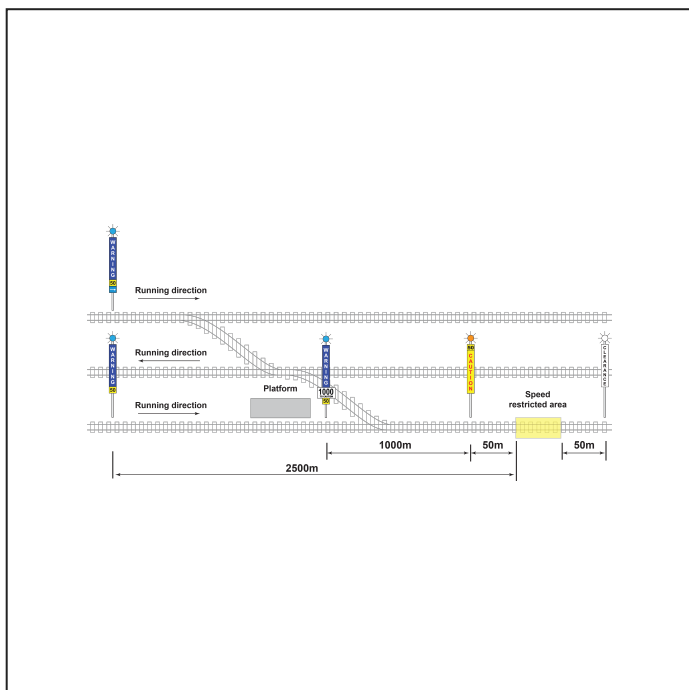 WARNING
50
Running direction
WARNING
50
Running direction
WARNING
1000
50
50
CAUTION
CLEARANCE
Platform
Speed
restricted area
Running direction
1000m
50m
50m
2500m